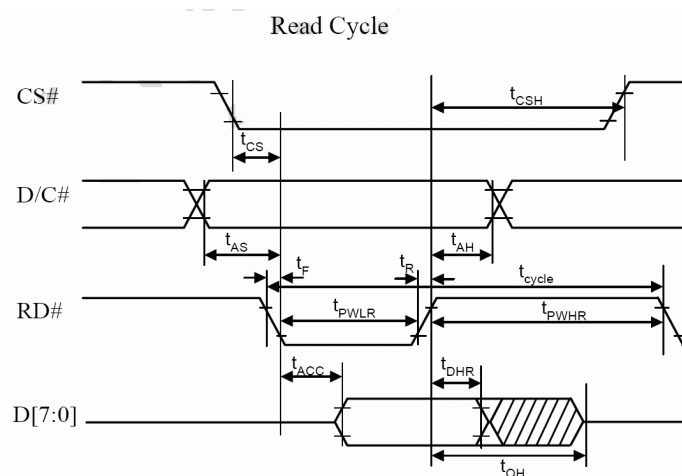 Read Cycle
CS#
tCSH
tCS
D/C#
tAS
tAH
tF
tR
tcycle
RD#
tPWLR
tPWHR
tACC
tDHR
D[7:0]
tOH